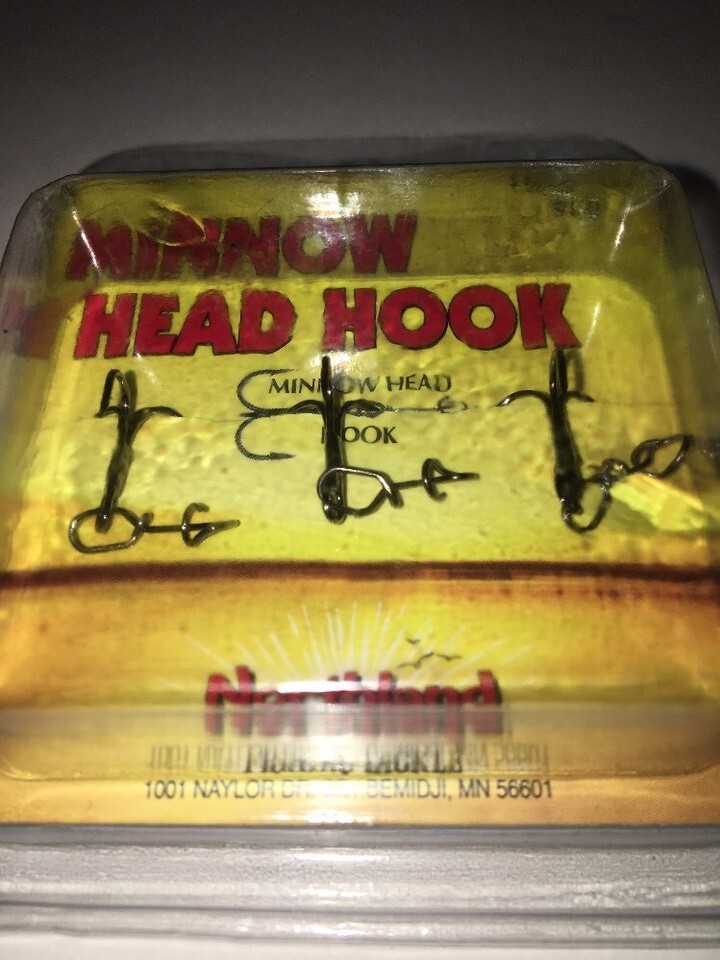 MINNOW
HEAD HOOK
MINNOW HEAD
HOOK
Northland
FISHING TACKLE
1001 NAYLOR DR. BEMIDJI, MN 56601